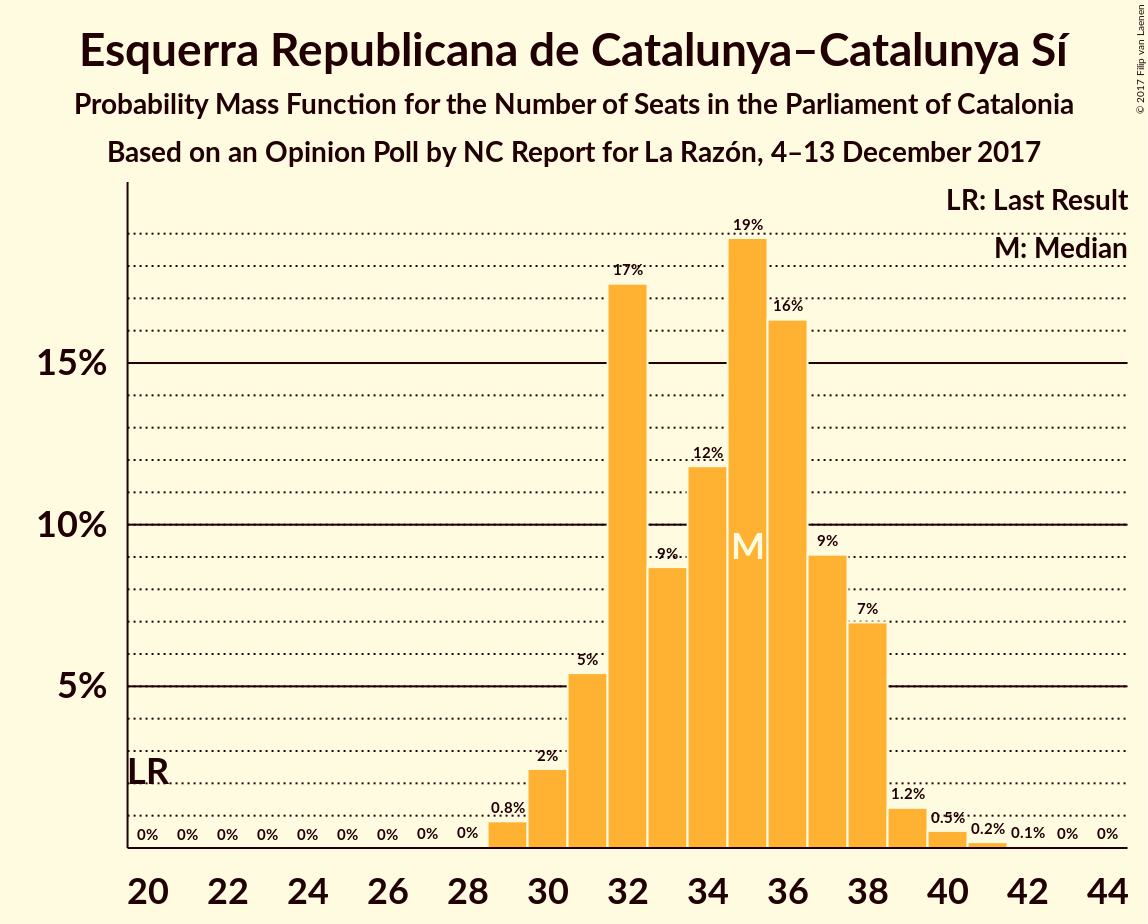 Esquerra Republicana de Catalunya–Catalunya Sí
Probability Mass Function for the Number of Seats in the Parliament of Catalonia
Based on an Opinion Poll by NC Report for La Razón, 4–13 December 2017
© 2017 Filip van Laenen
LR: Last Result
M: Median
19%
17%
16%
15%
12%
10%
M
9%
9%
7%
5%
5%
LR
2%
1.2%
0.8%
0.5%
0% 0% 0% 0% 0% 0% 0% 0% 0% 0.2% 0.1% 0% 0%
20 22 24 26 28 30 32 34 36 38 40 42 44